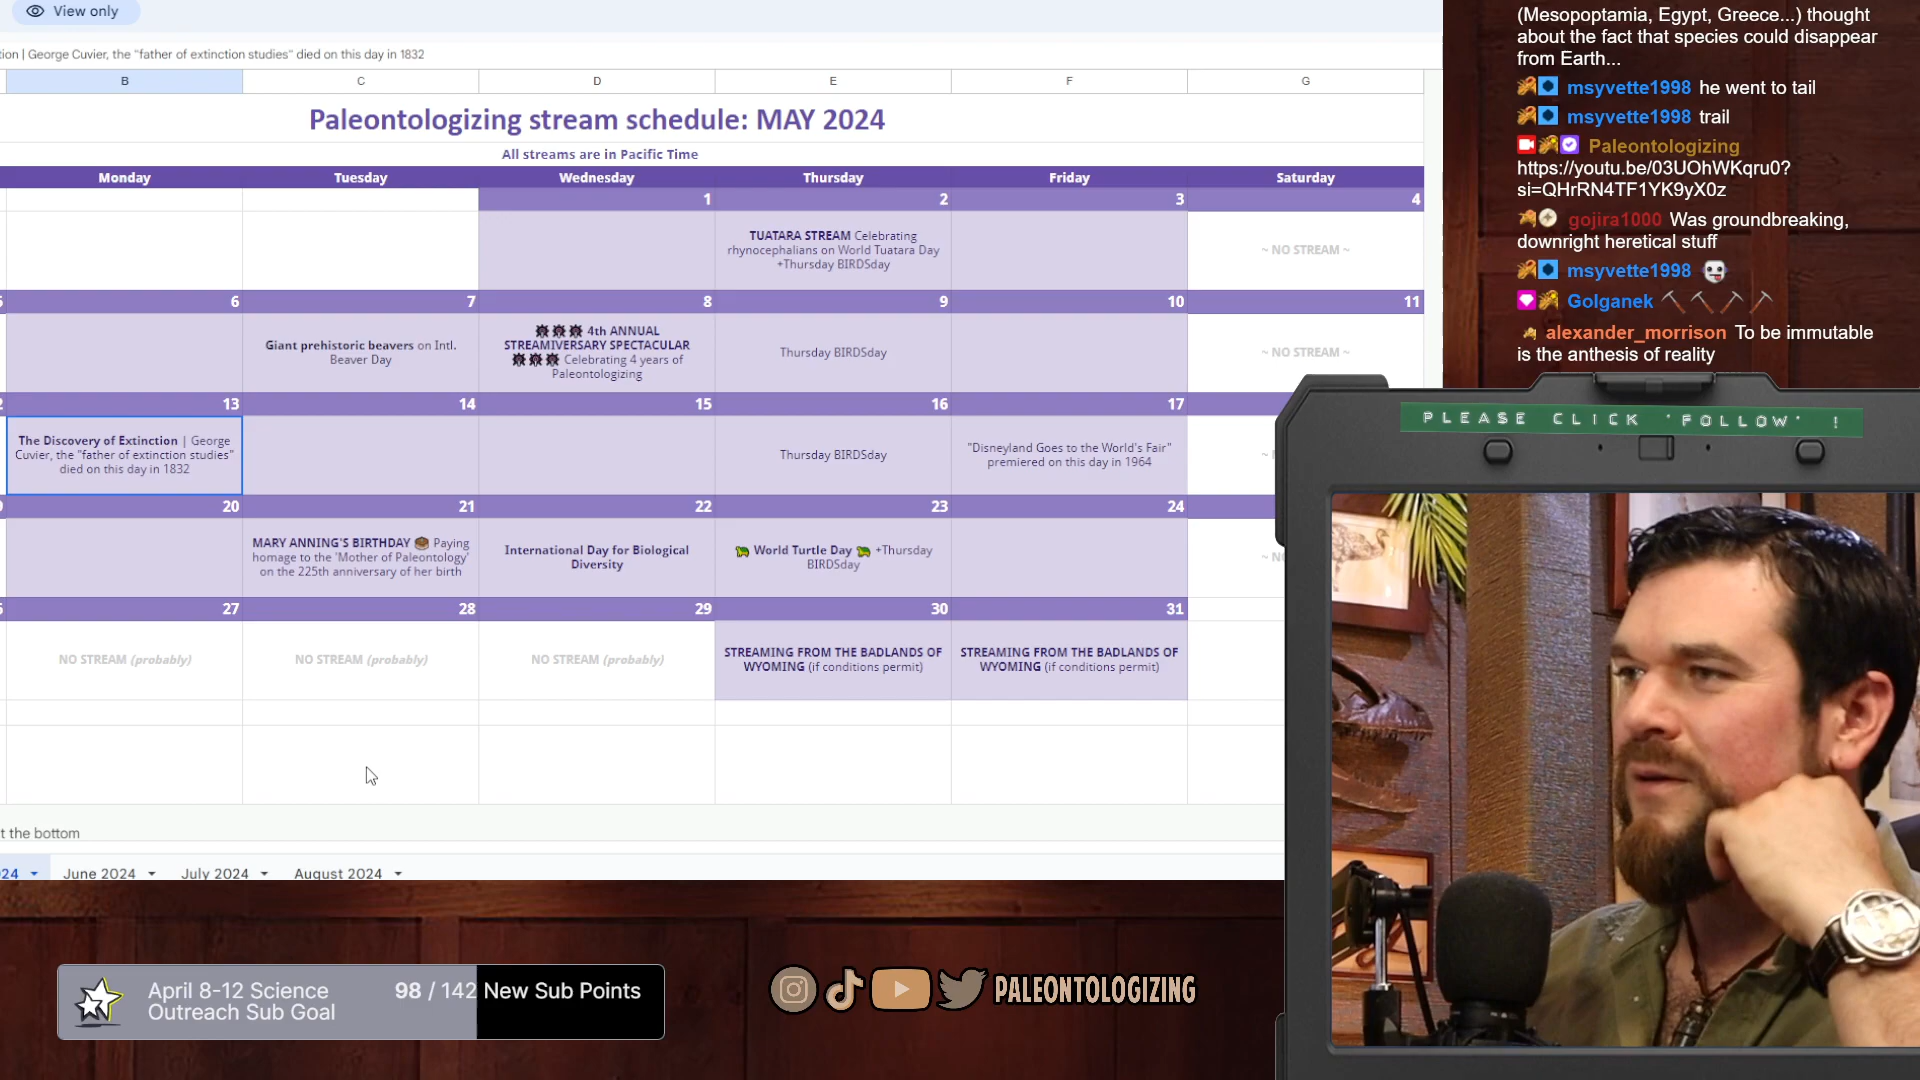 View only
tion | George Cuvier, the "father of extinction studies" died on this day in 1832
B C D E F G
Paleontologizing stream schedule: MAY 2024
All streams are in Pacific Time
Monday Tuesday Wednesday Thursday Friday Saturday
1 2 3 4
TUATARA STREAM Celebrating
rhynocephalians on World Tuatara Day
+Thursday BIRDSday
~ NO STREAM ~
6 7 8 9 10 11
Giant prehistoric beavers on Intl.
Beaver Day
4th ANNUAL
STREAMIVERSARY SPECTACULAR
Celebrating 4 years of
Paleontologizing
Thursday BIRDSday
~ NO STREAM ~
2 13 14 15 16 17
The Discovery of Extinction | George
Cuvier, the "father of extinction studies"
died on this day in 1832
Thursday BIRDSday
"Disneyland Goes to the World's Fair"
premiered on this day in 1964
~ N
20 21 22 23 24
MARY ANNING'S BIRTHDAY Paying
homage to the 'Mother of Paleontology'
on the 225th anniversary of her birth
International Day for Biological
Diversity
World Turtle Day +Thursday
BIRDSday
~ NO
27 28 29 30 31
NO STREAM (probably)
NO STREAM (probably)
NO STREAM (probably)
STREAMING FROM THE BADLANDS OF
WYOMING (if conditions permit)
STREAMING FROM THE BADLANDS OF
WYOMING (if conditions permit)
t the bottom
24 June 2024 July 2024 August 2024
April 8-12 Science
Outreach Sub Goal
98 / 142 New Sub Points
PALEONTOLOGIZING
(Mesopoptamia, Egypt, Greece...) thought
about the fact that species could disappear
from Earth...
msyvette1998 he went to tail
msyvette1998 trail
Paleontologizing
https://youtu.be/03UOhWKqru0?
si=QHrRN4TF1YK9yX0z
gojira1000 Was groundbreaking,
downright heretical stuff
msyvette1998
Golganek
alexander_morrison To be immutable
is the anthesis of reality
PLEASE CLICK 'FOLLOW' !